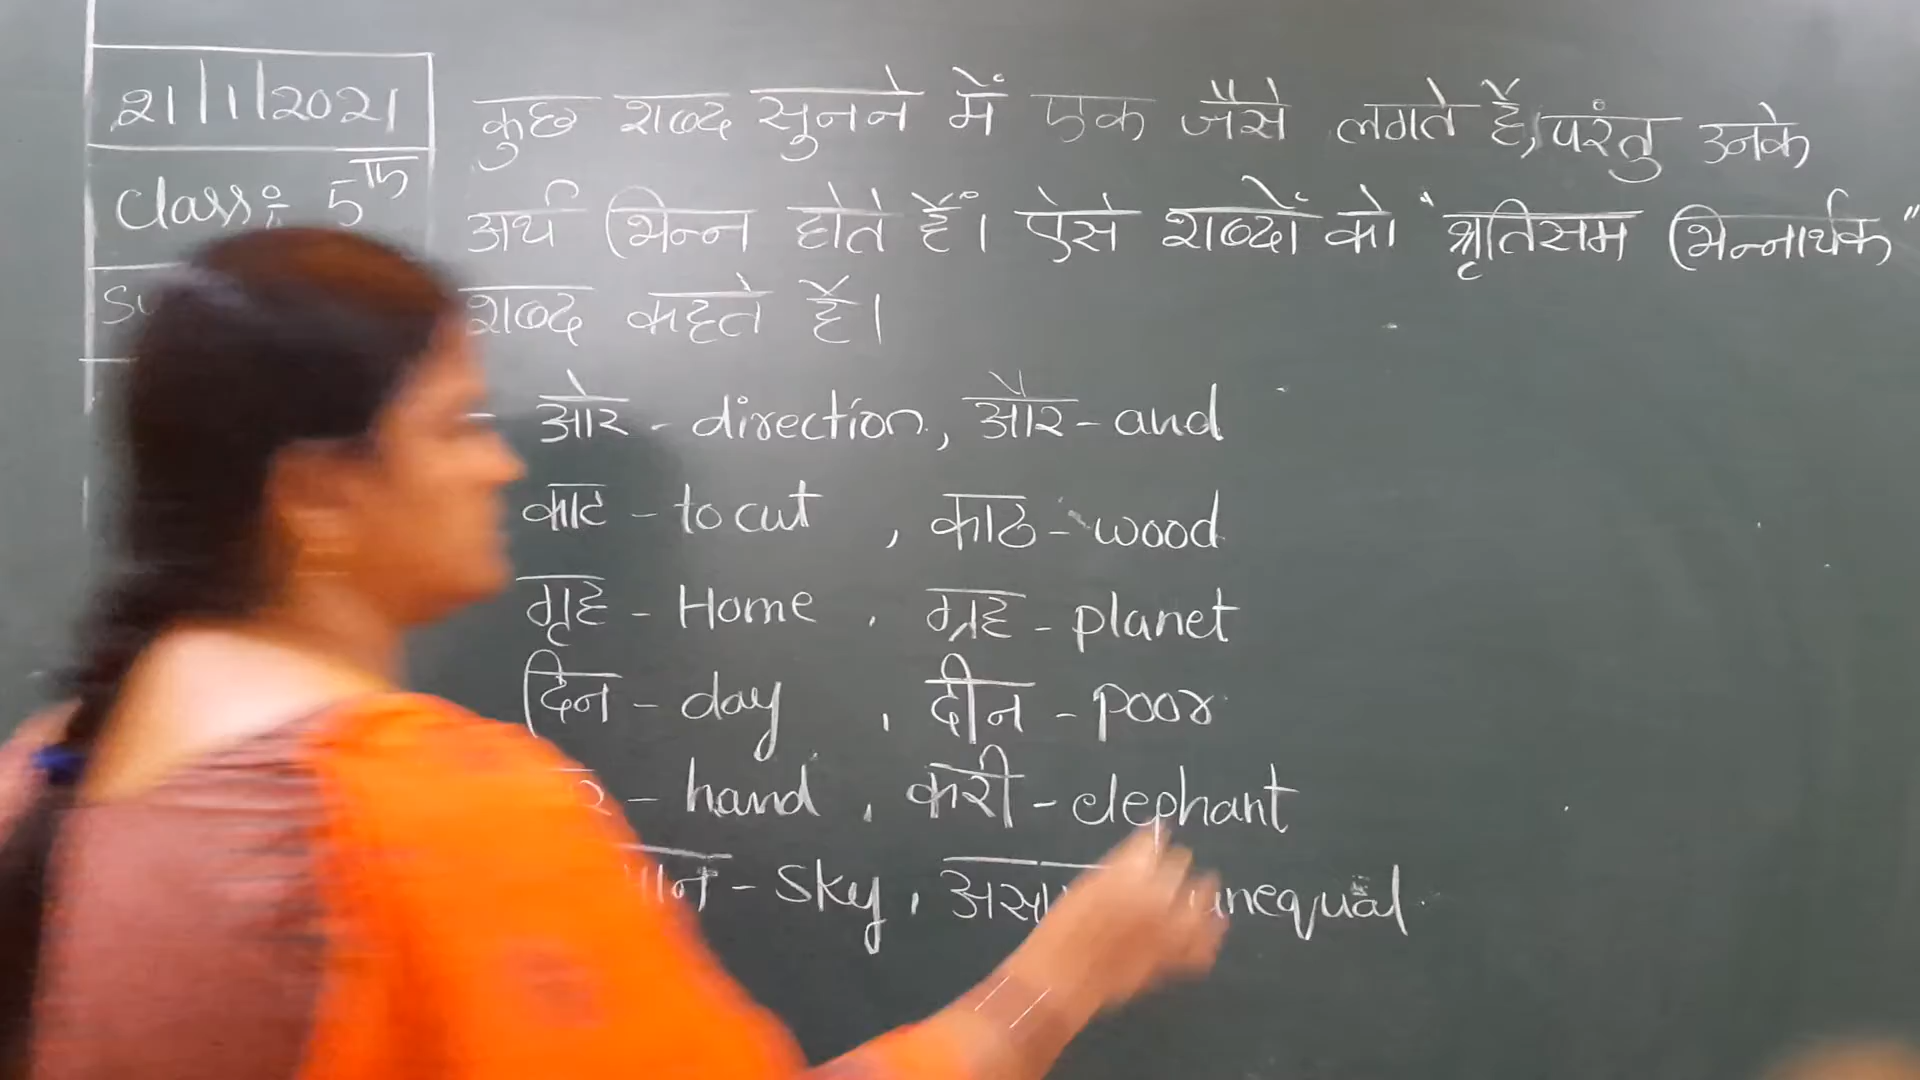 21/1/2021
Class: 5th
कुछ शब्द सुनने में एक जैसे लगते हैं, परंतु उनके
अर्थ भिन्न होते हैं। ऐसे शब्दों को "श्रृतिसम भिन्नार्थक"
शब्द कहते हैं।
- ओर - direction, और - and
काट - to cut , काठ - wood
गृह - Home , ग्रह - planet
दिन - day , दीन - poor
- hand , करी - elephant
- sky , unequal